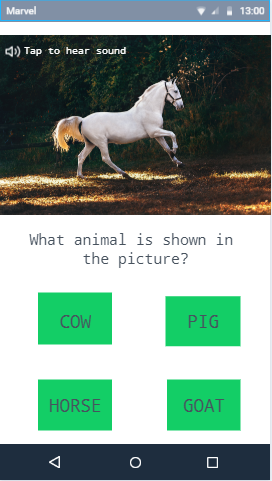 Marvel 13:00
Tap to hear sound
What animal is shown in
the picture?
COW PIG
HORSE GOAT